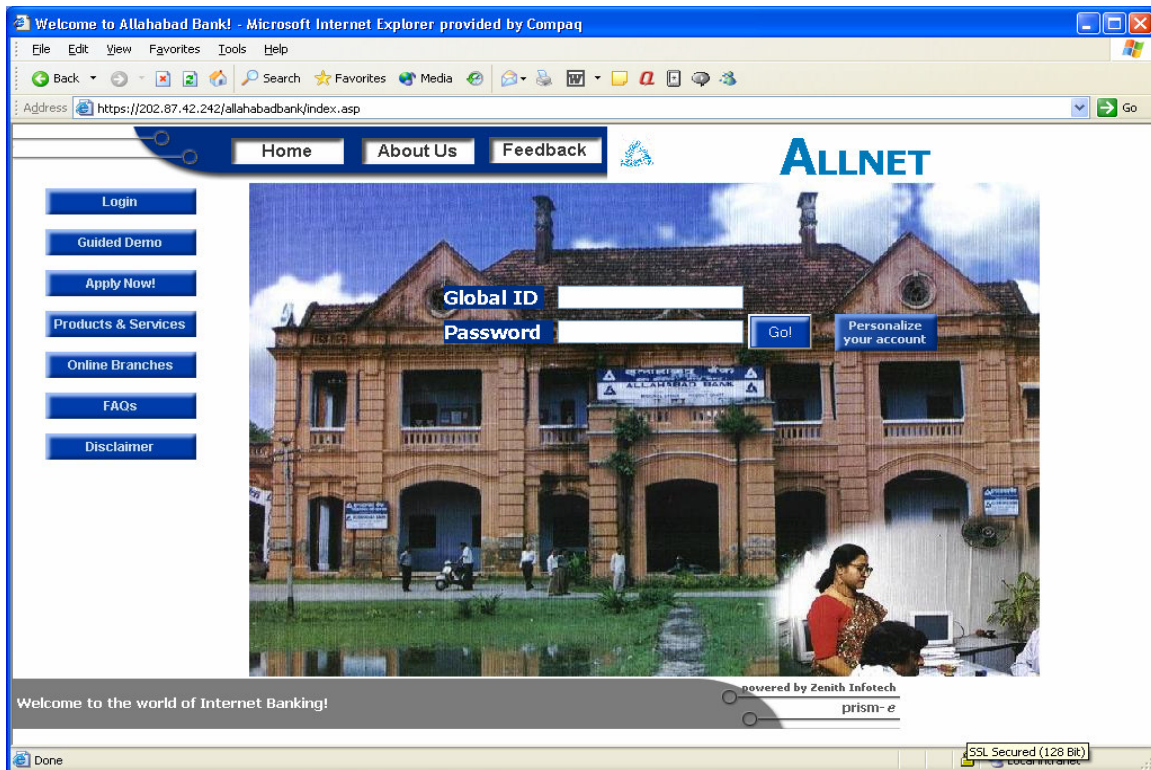 Welcome to Allahabad Bank! - Microsoft Internet Explorer provided by Compaq
File Edit View Favorites Tools Help
Back Search Favorites Media
Address https://202.87.42.242/allahabadbank/index.asp Go
Home About Us Feedback
ALLNET
Login
Guided Demo
Apply Now!
Products & Services
Online Branches
FAQs
Disclaimer
Global ID
Password Go! Personalize
your account
ALLAHABAD BANK
powered by Zenith Infotech
Welcome to the world of Internet Banking!
prism-e
Done
SSL Secured (128 Bit)
Local intranet